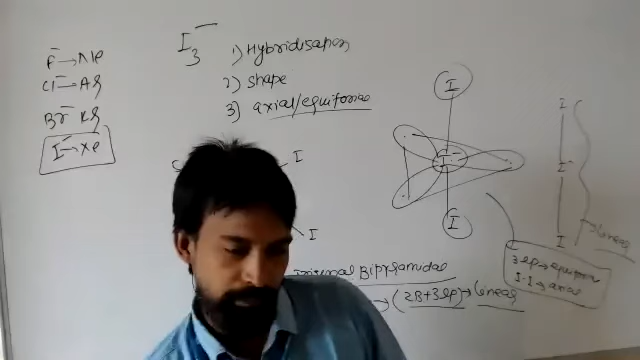 I3⁻
1) Hybridisation
2) Shape
3) axial/equitorial
F⁻→Ne
Cl⁻→Ar
Br⁻ Kr
I⁻→Xe
I
I
I
I⁻
I
I
I⁻
I
→linear
Bipyramidal
→(2B+3lp)→linear
3lp→equitorial
I-I→axial